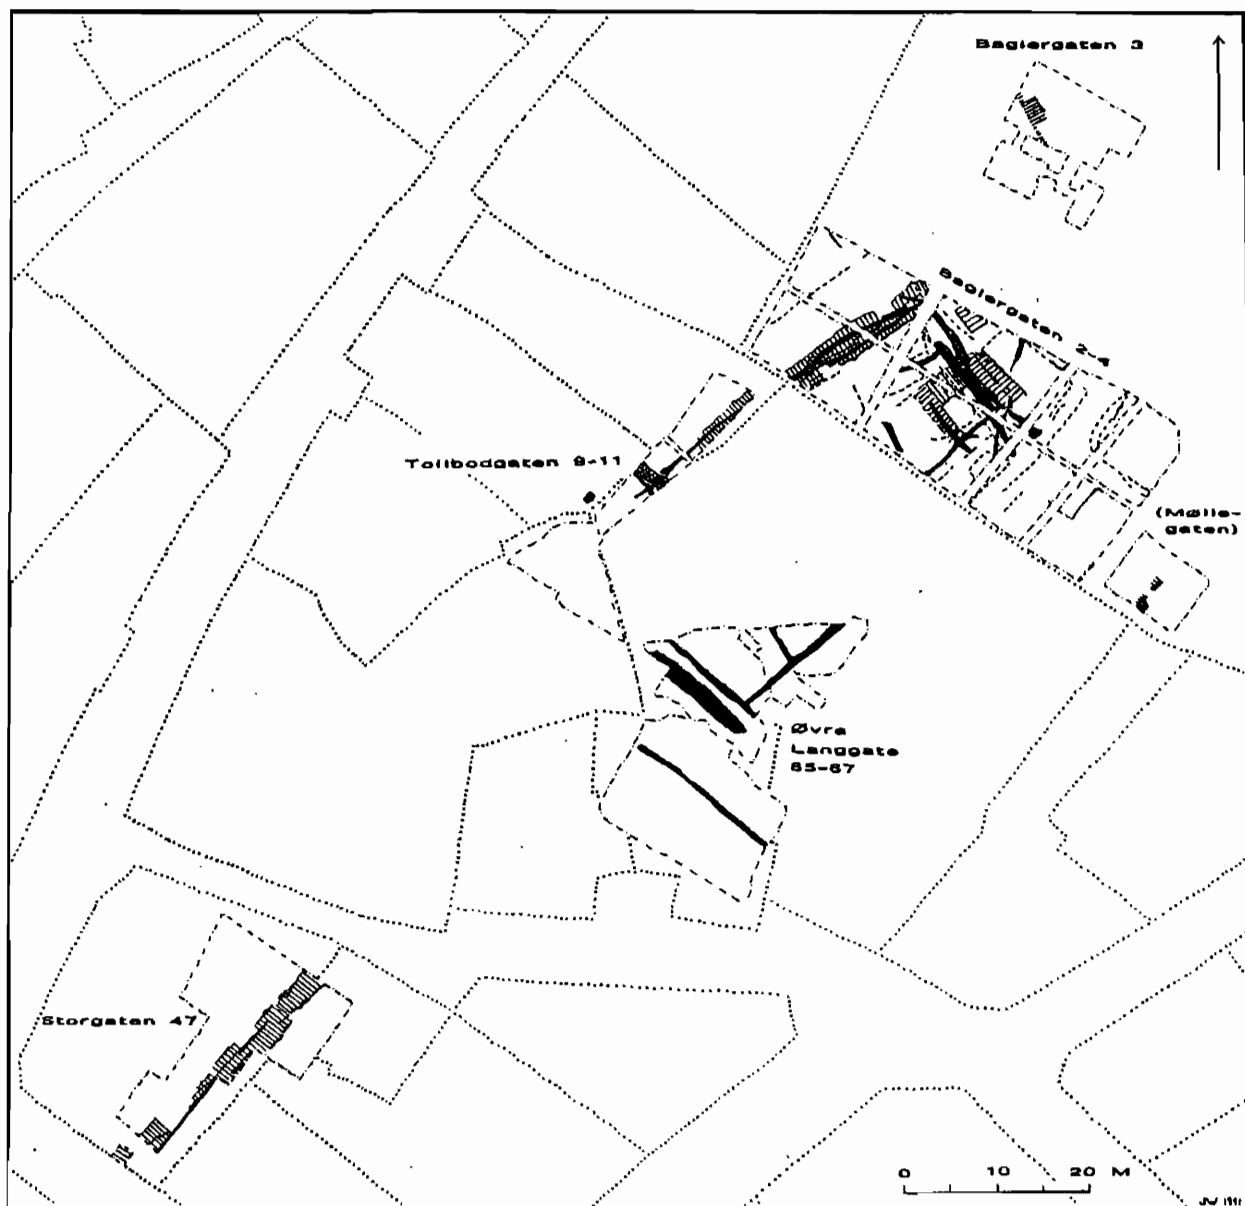 Baglergaten 3
Baglergaten 2-4
Tollbodgaten 9-11
(Mølle-
gaten)
Øvre
Langgate
65-67
Storgaten 47
0 10 20 M